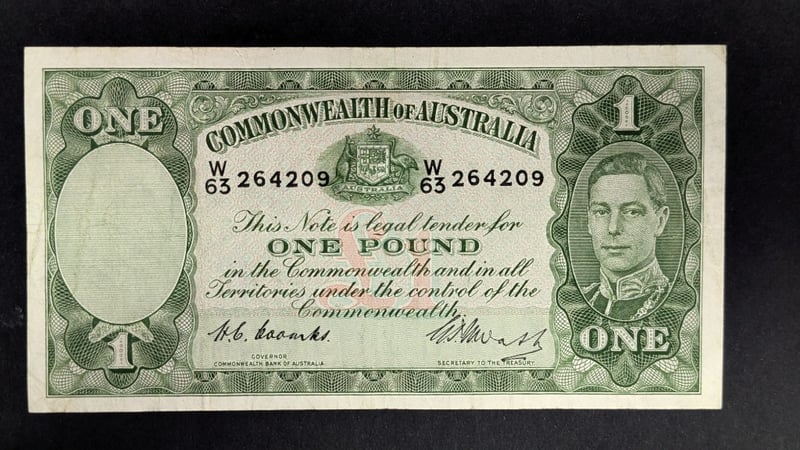 ONE
1
COMMONWEALTH OF AUSTRALIA
AUSTRALIA
W/63 264209 W/63 264209
This Note is legal tender for
ONE POUND
in the Commonwealth and in all
Territories under the control of the
Commonwealth.
£1
H.C. Coombs.
GOVERNOR
COMMONWEALTH BANK OF AUSTRALIA
SECRETARY TO THE TREASURY
1
ONE